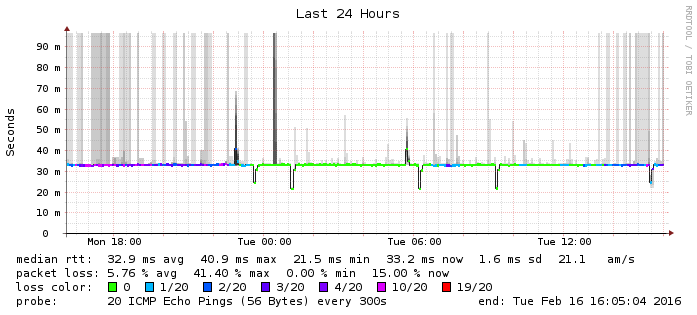 Last 24 Hours
RRDTOOL / TOBI OETIKER
Seconds
90 m
80 m
70 m
60 m
50 m
40 m
30 m
20 m
10 m
0
Mon 18:00 Tue 00:00 Tue 06:00 Tue 12:00
median rtt: 32.9 ms avg 40.9 ms max 21.5 ms min 33.2 ms now 1.6 ms sd 21.1 am/s
packet loss: 5.76 % avg 41.40 % max 0.00 % min 15.00 % now
loss color: 0 1/20 2/20 3/20 4/20 10/20 19/20
probe: 20 ICMP Echo Pings (56 Bytes) every 300s end: Tue Feb 16 16:05:04 2016